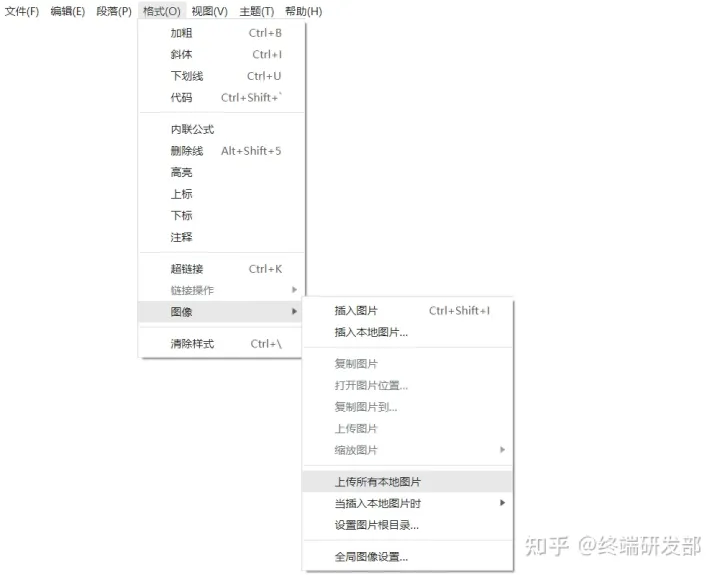 文件(F) 编辑(E) 段落(P) 格式(O) 视图(V) 主题(T) 帮助(H)
加粗 Ctrl+B
斜体 Ctrl+I
下划线 Ctrl+U
代码 Ctrl+Shift+`
内联公式
删除线 Alt+Shift+5
高亮
上标
下标
注释
超链接 Ctrl+K
链接操作
图像
清除样式 Ctrl+\
插入图片 Ctrl+Shift+I
插入本地图片...
复制图片
打开图片位置...
复制图片到...
上传图片
缩放图片
上传所有本地图片
当插入本地图片时
设置图片根目录...
全局图像设置...
知乎 @终端研发部